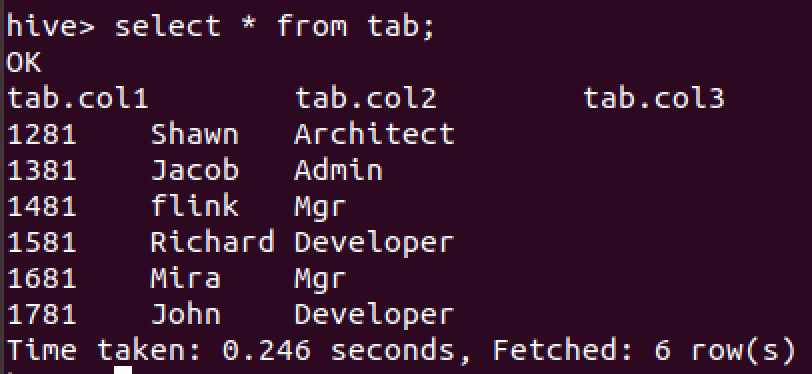 hive> select * from tab;
OK
tab.col1 tab.col2 tab.col3
1281 Shawn Architect
1381 Jacob Admin
1481 flink Mgr
1581 Richard Developer
1681 Mira Mgr
1781 John Developer
Time taken: 0.246 seconds, Fetched: 6 row(s)